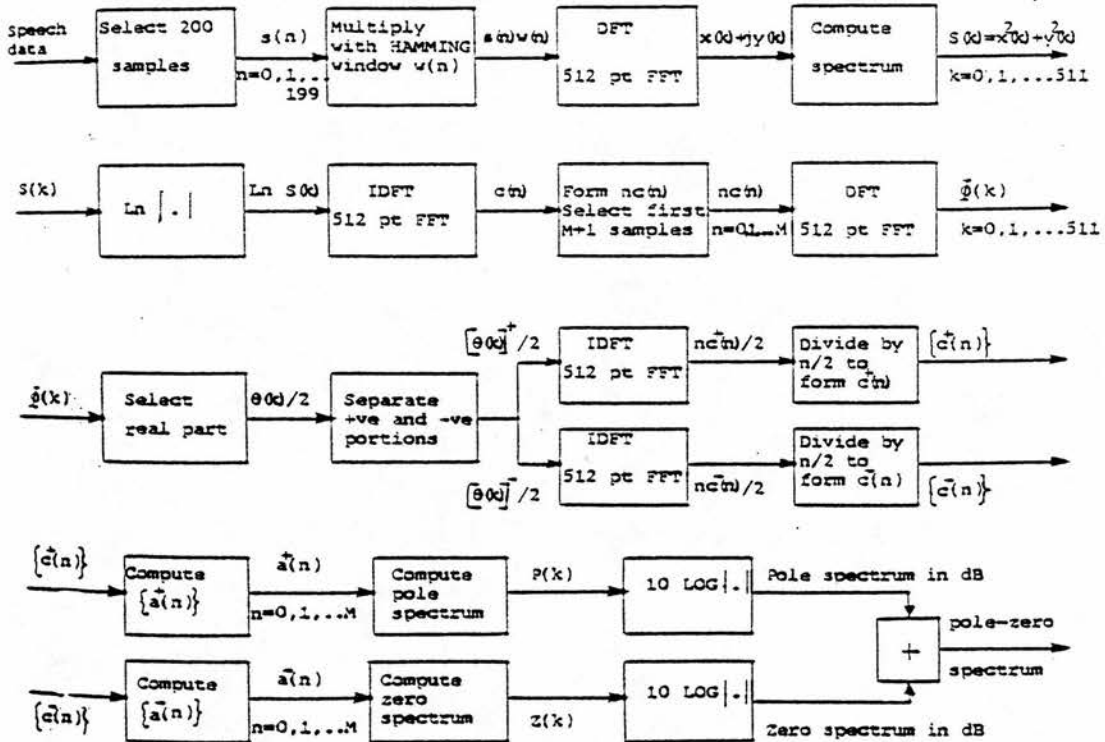 Speech data
Select 200 samples
s(n)
n=0,1,.. 199
Multiply with HAMMING window w(n)
s(n)w(n)
DFT
512 pt FFT
x(k)+jy(k)
Compute spectrum
S(k)=x²(k)+y²(k)
k=0,1,...511
S(k)
Ln |.|
Ln S(k)
IDFT
512 pt FFT
c(n)
Form nc(n)
Select first
M+1 samples
nc(n)
n=01...M
DFT
512 pt FFT
k=0,1,...511
Select real part
θ(k)/2
Separate +ve and -ve portions
[θ(k)]⁺/2
IDFT
512 pt FFT
nc⁺(n)/2
Divide by n/2 to form c⁺(n)
{c⁺(n)}
[θ(k)]⁻/2
IDFT
512 pt FFT
nc⁻(n)/2
Divide by n/2 to form c⁻(n)
{c⁻(n)}
{c⁺(n)}
Compute {a⁺(n)}
a⁺(n)
n=0,1,..M
Compute pole spectrum
P(k)
10 LOG|.|
Pole spectrum in dB
+
pole-zero spectrum
{c⁻(n)}
Compute {a⁻(n)}
a⁻(n)
n=0,1,..M
Compute zero spectrum
Z(k)
10 LOG|.|
Zero spectrum in dB